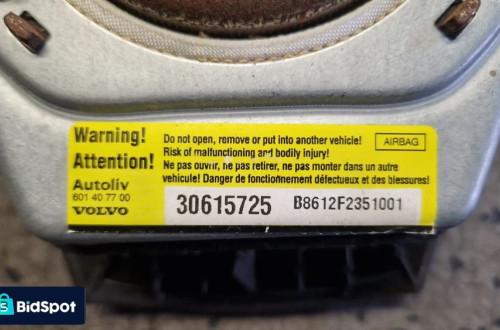 Warning!
Attention!
Do not open, remove or put into another vehicle!
Risk of malfunctioning and bodily injury!
Ne pas ouvir, ne pas retirer, ne pas monter dans un autre
vehicule! Danger de fonctionnement défectueux et des blessures!
AIRBAG
Autoliv
601 40 77 00
VOLVO
30615725
B8612F2351001
S BidSpot